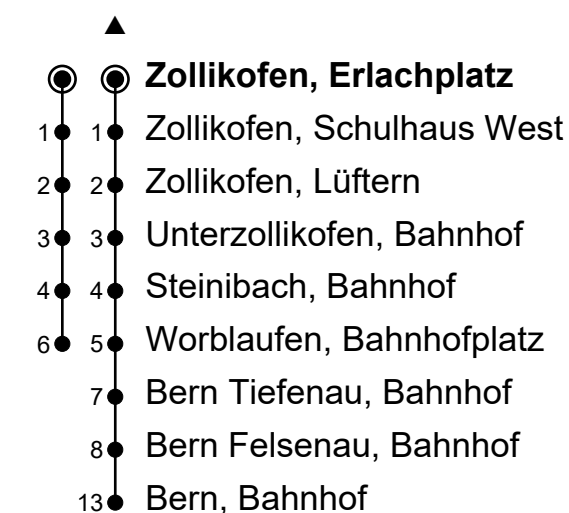 Zollikofen, Erlachplatz
1 1 Zollikofen, Schulhaus West
2 2 Zollikofen, Lüftern
3 3 Unterzollikofen, Bahnhof
4 4 Steinibach, Bahnhof
6 5 Worblaufen, Bahnhofplatz
7 Bern Tiefenau, Bahnhof
8 Bern Felsenau, Bahnhof
13 Bern, Bahnhof